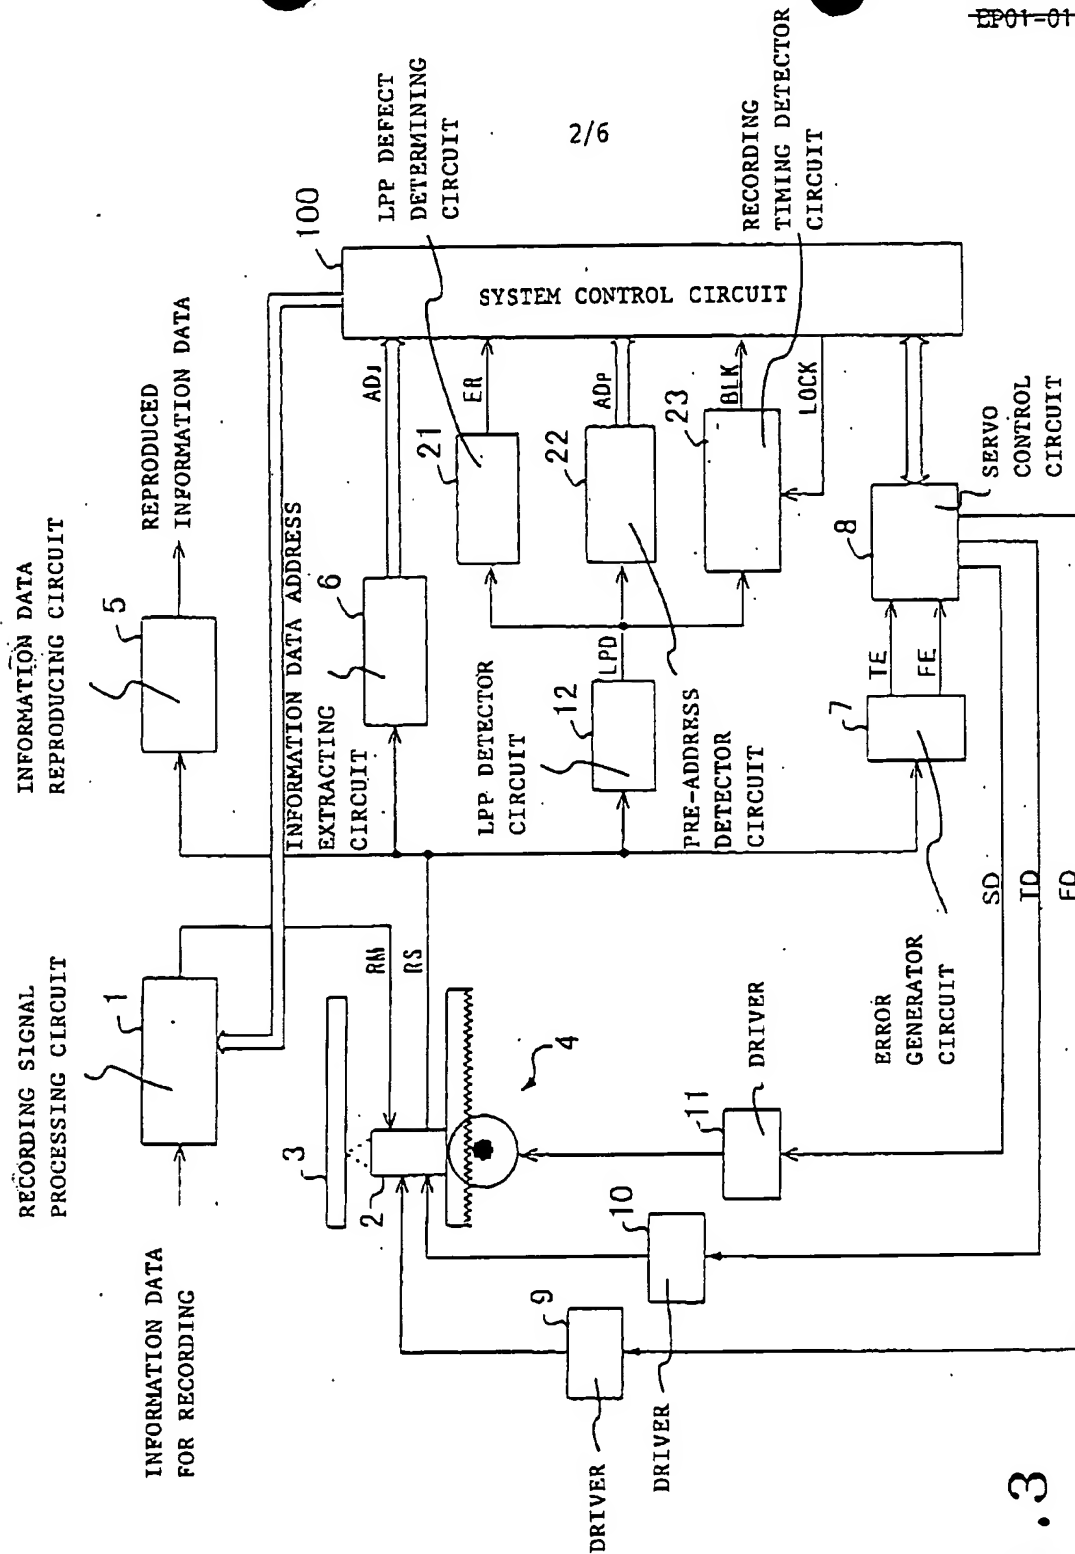 EP01-01
2/6
INFORMATION DATA
REPRODUCING CIRCUIT
5
REPRODUCED
INFORMATION DATA
RECORDING SIGNAL
PROCESSING CIRCUIT
1
INFORMATION DATA
FOR RECORDING
INFORMATION DATA ADDRESS
EXTRACTING
CIRCUIT
6
ADJ
100
SYSTEM CONTROL CIRCUIT
LPP DEFECT
DETERMINING
CIRCUIT
21
ER
22
ADP
23
BLK
LOCK
RECORDING
TIMING DETECTOR
CIRCUIT
LPP DETECTOR
CIRCUIT
12
LPD
PRE-ADDRESS
DETECTOR
CIRCUIT
RM
RS
3
2
4
7
TE
FE
8
SERVO
CONTROL
CIRCUIT
ERROR
GENERATOR
CIRCUIT
SD
TD
FD
11
DRIVER
10
DRIVER
9
DRIVER
.3